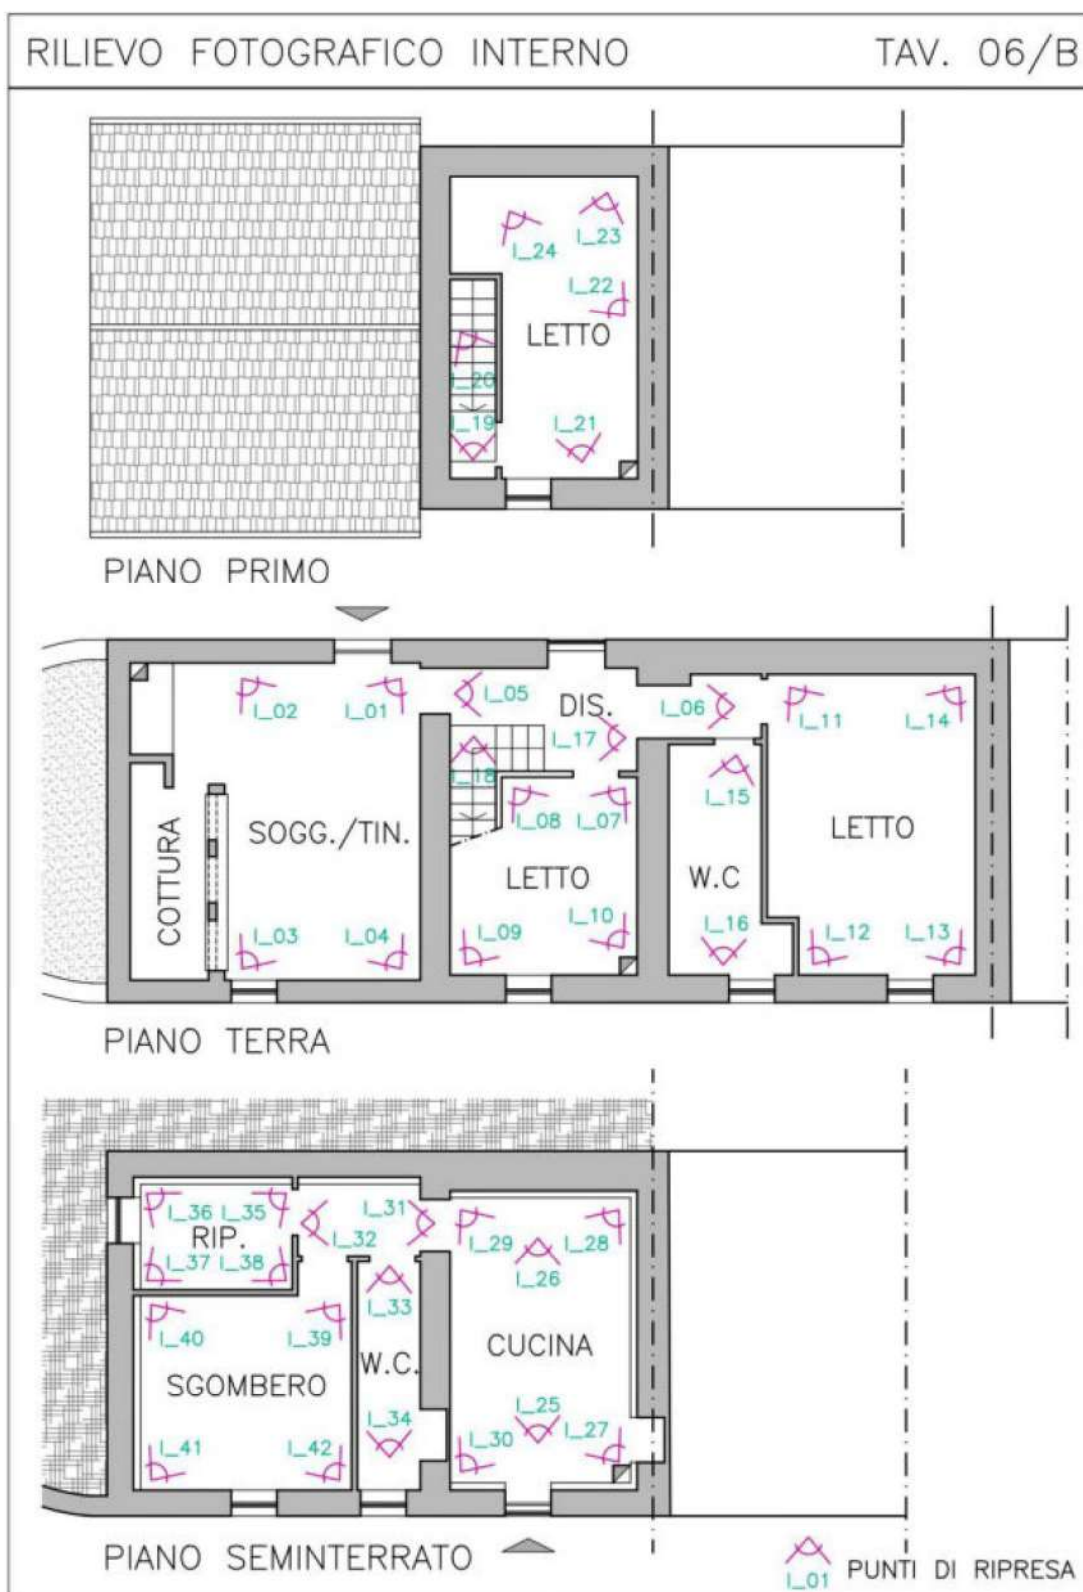 RILIEVO FOTOGRAFICO INTERNO TAV. 06/B
I_24 I_23
I_22
LETTO
I_20
I_19 I_21
PIANO PRIMO
I_02 I_01 I_05 I_06 I_11 I_14
DIS.
I_17
I_18
I_15
I_08 I_07
COTTURA
SOGG./TIN.
LETTO
W.C
LETTO
I_03 I_04 I_09 I_10 I_16 I_12 I_13
PIANO TERRA
I_36 I_35 I_31
RIP.
I_32 I_29 I_28
I_37 I_38 I_26
I_33
I_40 I_39
CUCINA
W.C.
SGOMBERO
I_34 I_25
I_41 I_42 I_30 I_27
PIANO SEMINTERRATO
I_01 PUNTI DI RIPRESA